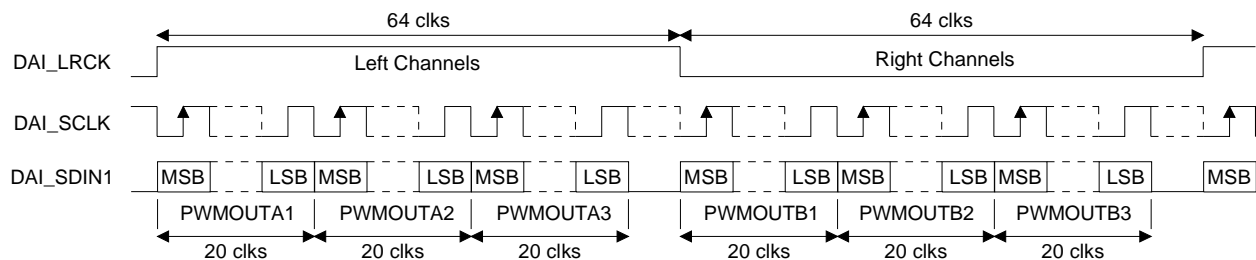 64 clks 64 clks
DAI_LRCK Left Channels Right Channels
DAI_SCLK
DAI_SDIN1 MSB LSB MSB LSB MSB LSB MSB LSB MSB LSB MSB LSB MSB
PWMOUTA1 PWMOUTA2 PWMOUTA3 PWMOUTB1 PWMOUTB2 PWMOUTB3
20 clks 20 clks 20 clks 20 clks 20 clks 20 clks